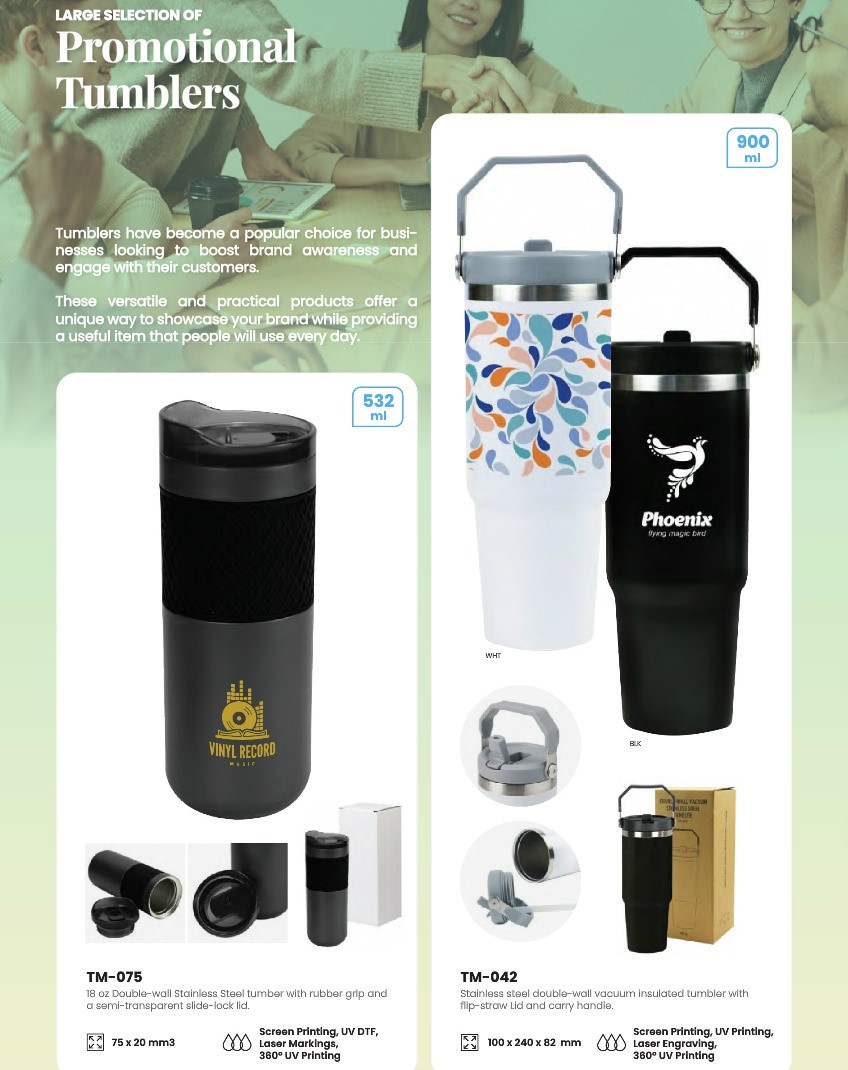 LARGE SELECTION OF
Promotional
Tumblers
Tumblers have become a popular choice for busi-
nesses looking to boost brand awareness and
engage with their customers.
These versatile and practical products offer a
unique way to showcase your brand while providing
a useful item that people will use every day.
532
ml
VINYL RECORD
MUSIC
TM-075
18 oz Double-wall Stainless Steel tumber with rubber grip and
a semi-transparent slide-lock lid.
75 x 20 mm3
Screen Printing, UV DTF,
Laser Markings,
360° UV Printing
900
ml
Phoenix
flying magic bird
WHT
BLK
TM-042
Stainless steel double-wall vacuum insulated tumbler with
flip-straw Lid and carry handle.
100 x 240 x 82 mm
Screen Printing, UV Printing,
Laser Engraving,
360° UV Printing